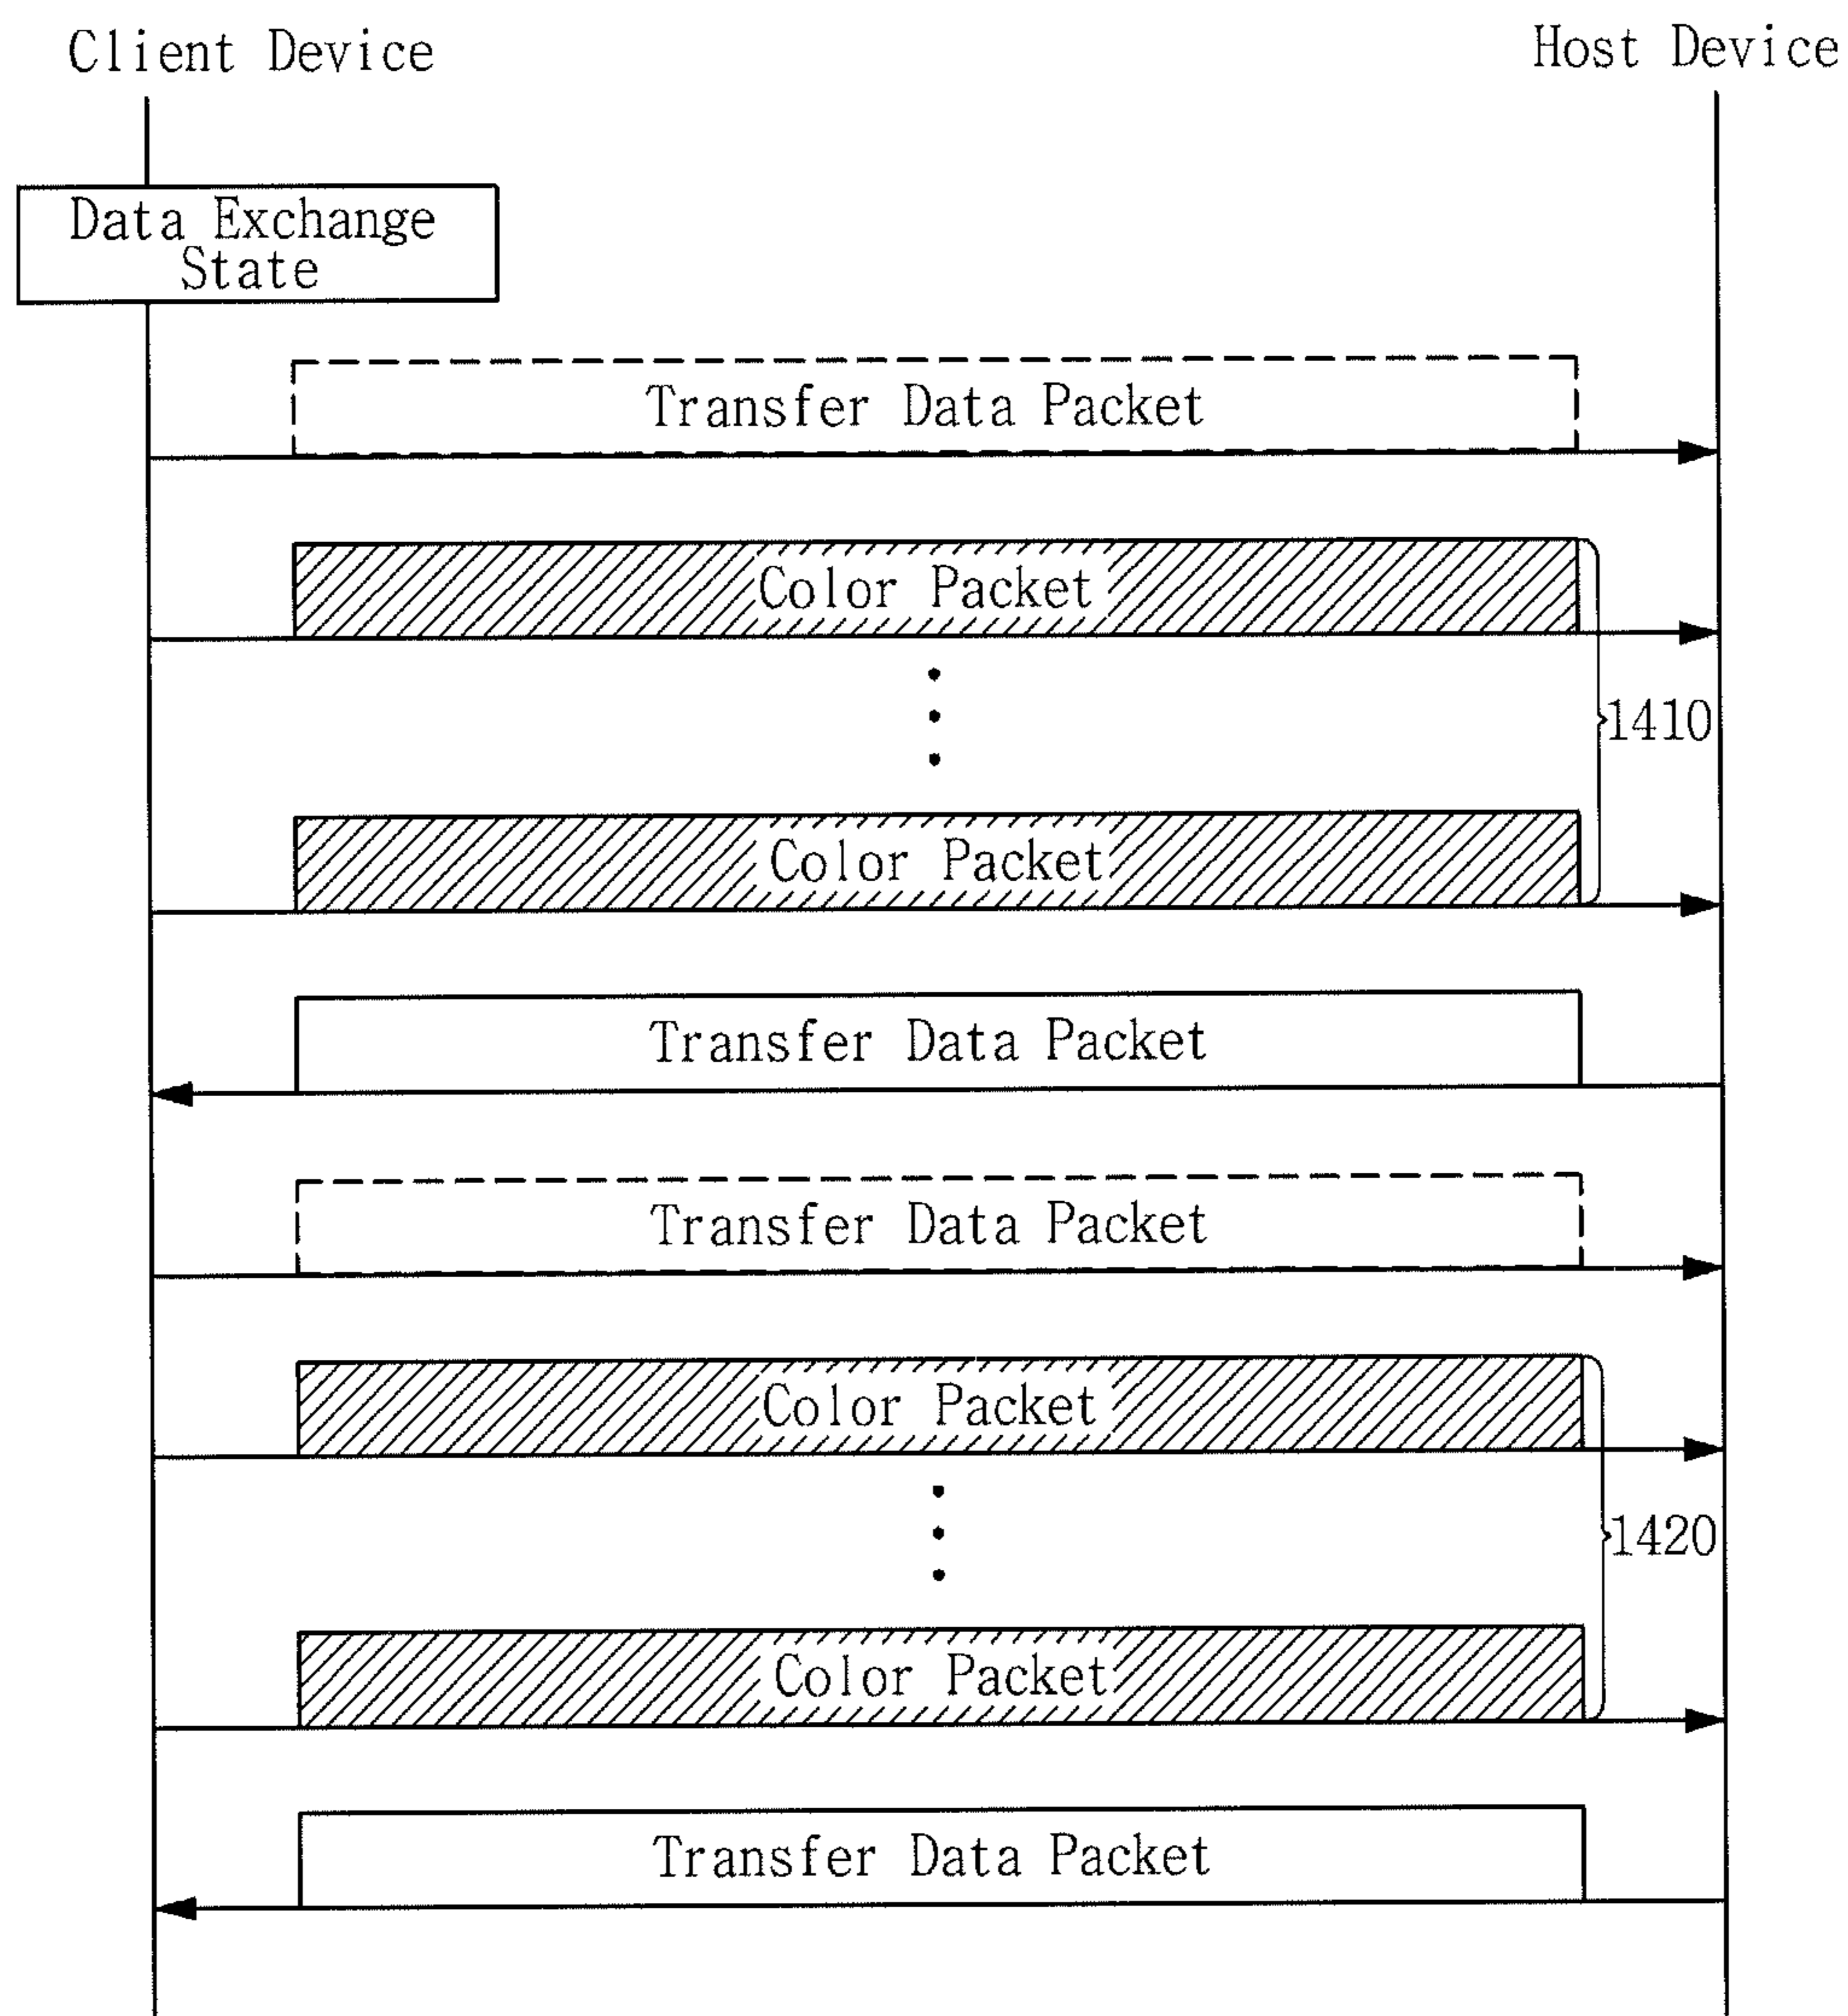 Client Device
Host Device
Data Exchange
State
Transfer Data Packet
Color Packet
1410
Color Packet
Transfer Data Packet
Transfer Data Packet
Color Packet
1420
Color Packet
Transfer Data Packet